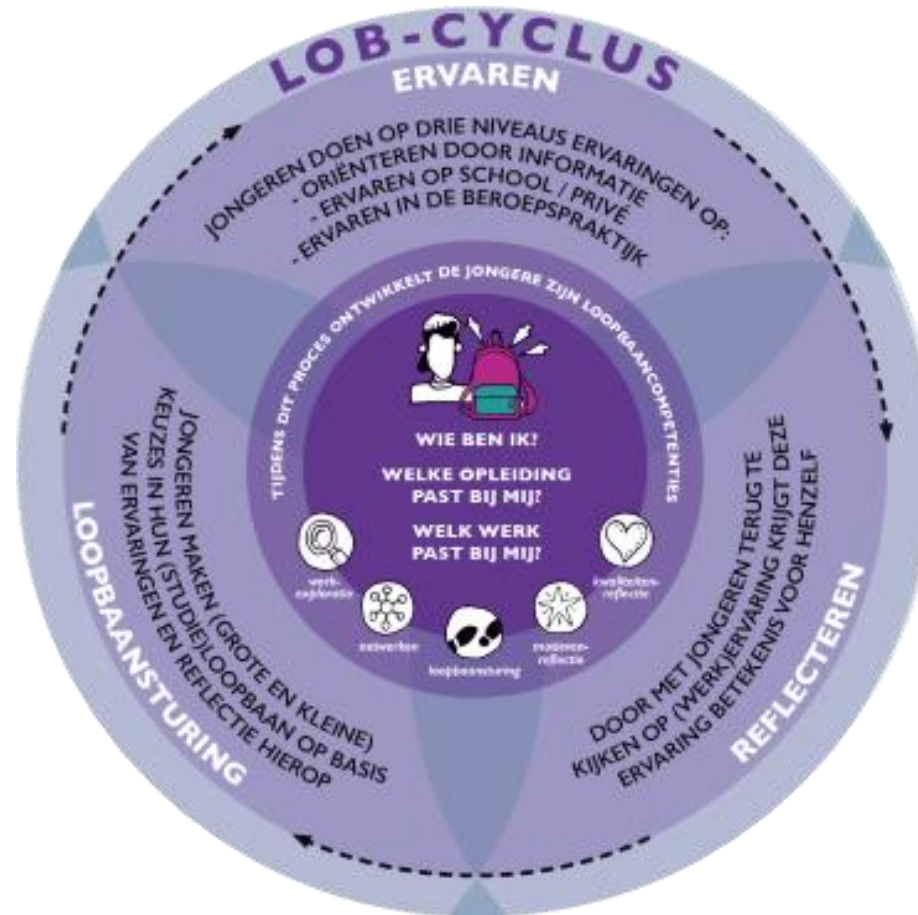 LOB-CYCLUS
ERVAREN
JONGEREN DOEN OP DRIE NIVEAUS ERVARINGEN OP:
- ORIËNTEREN DOOR INFORMATIE
- ERVAREN OP SCHOOL / PRIVÉ
- ERVAREN IN DE BEROEPSPRAKTIJK
TIJDENS DIT PROCES ONTWIKKELT DE JONGERE ZIJN LOOPBAANCOMPETENTIES
WIE BEN IK?
WELKE OPLEIDING
PAST BIJ MIJ?
WELK WERK
PAST BIJ MIJ?
werk-
exploratie
netwerken
loopbaansturing
motieven-
reflectie
kwaliteiten-
reflectie
DOOR MET JONGEREN TERUG TE
KIJKEN OP (WERK)ERVARING KRIJGT DEZE
ERVARING BETEKENIS VOOR HENZELF
REFLECTEREN
JONGEREN MAKEN (GROTE EN KLEINE)
KEUZES IN HUN (STUDIE)LOOPBAAN OP BASIS
VAN ERVARINGEN EN REFLECTIE HIEROP
LOOPBAANSTURING